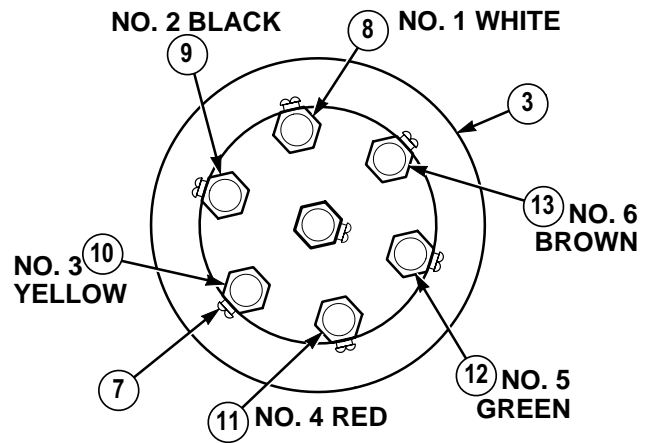 NO. 2 BLACK
8
NO. 1 WHITE
9
3
13
NO. 6
BROWN
10
NO. 3
YELLOW
7
12
NO. 5
GREEN
11
NO. 4 RED